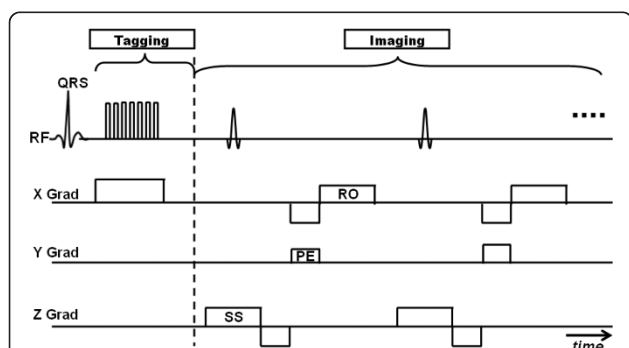 Tagging
Imaging
QRS
RF
X Grad
RO
Y Grad
PE
Z Grad
SS
time